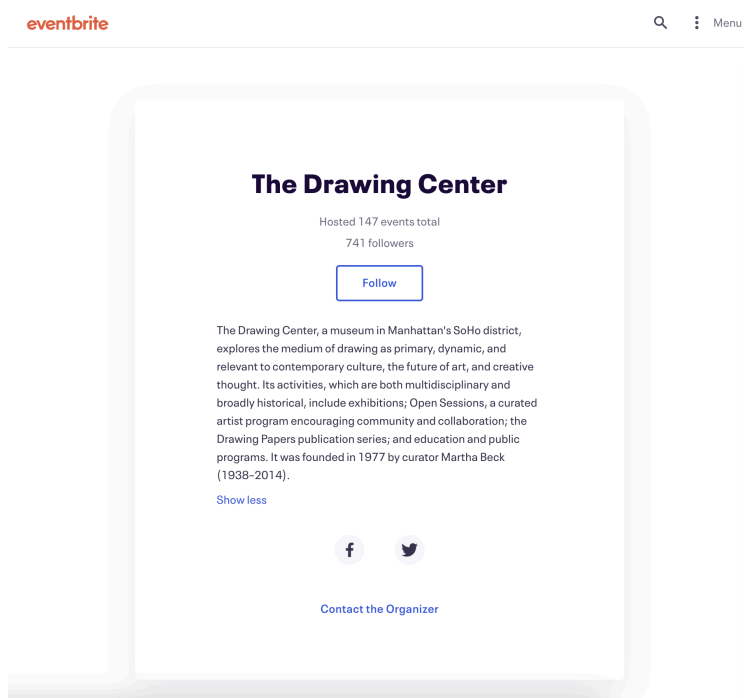 eventbrite
Menu
The Drawing Center
Hosted 147 events total
741 followers
Follow
The Drawing Center, a museum in Manhattan's SoHo district,
explores the medium of drawing as primary, dynamic, and
relevant to contemporary culture, the future of art, and creative
thought. Its activities, which are both multidisciplinary and
broadly historical, include exhibitions; Open Sessions, a curated
artist program encouraging community and collaboration; the
Drawing Papers publication series; and education and public
programs. It was founded in 1977 by curator Martha Beck
(1938–2014).
Show less
Contact the Organizer